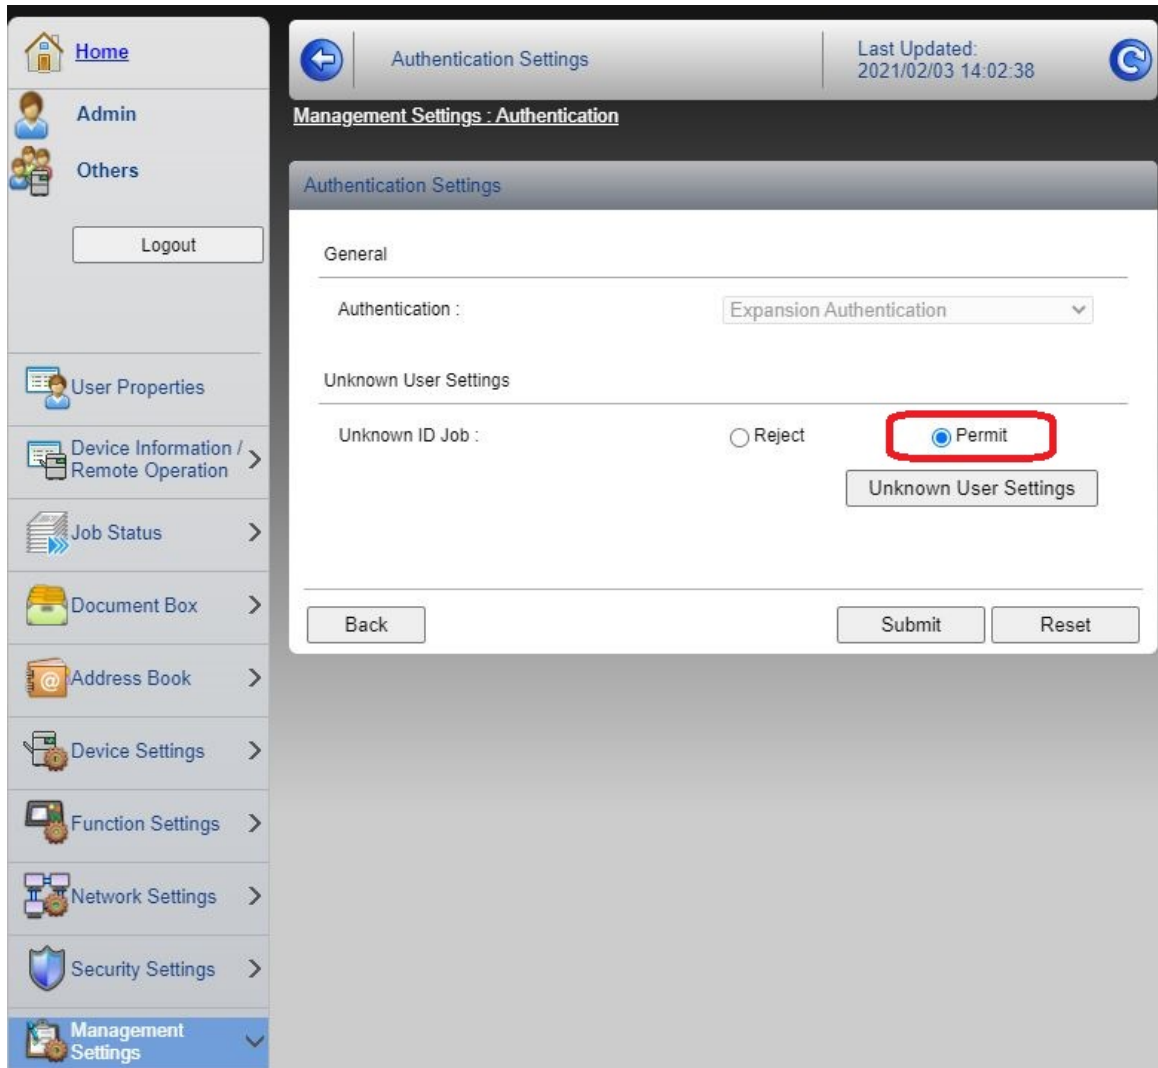 Home
Admin
Others
Logout
User Properties
Device Information /
Remote Operation
Job Status
Document Box
Address Book
Device Settings
Function Settings
Network Settings
Security Settings
Management
Settings
Authentication Settings
Last Updated:
2021/02/03 14:02:38
Management Settings : Authentication
Authentication Settings
General
Authentication :
Expansion Authentication
Unknown User Settings
Unknown ID Job :
Reject
Permit
Unknown User Settings
Back
Submit
Reset